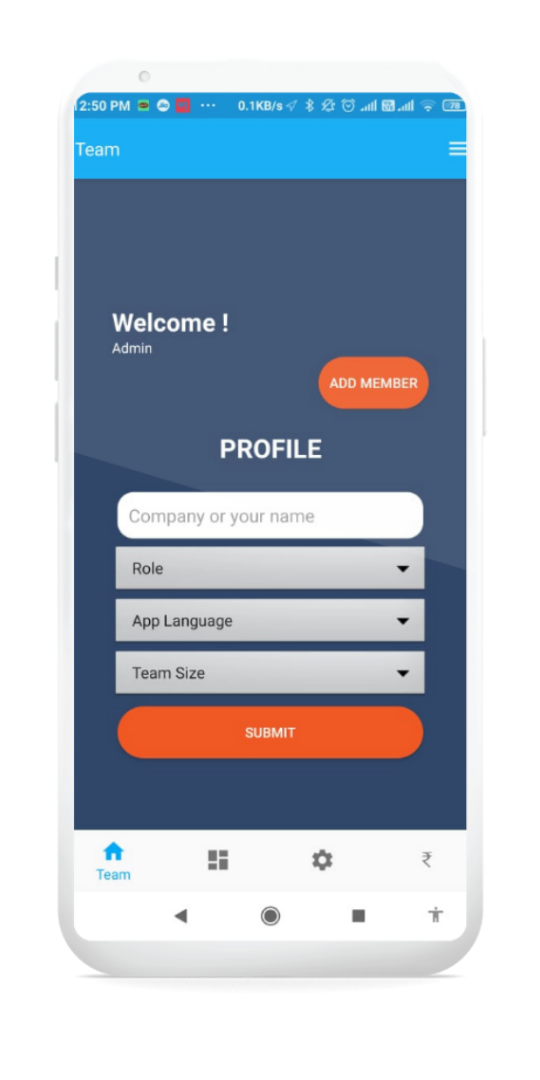 2:50 PM ... 0.1KB/s 78
Team
Welcome !
Admin
ADD MEMBER
PROFILE
Company or your name
Role
App Language
Team Size
SUBMIT
₹
Team